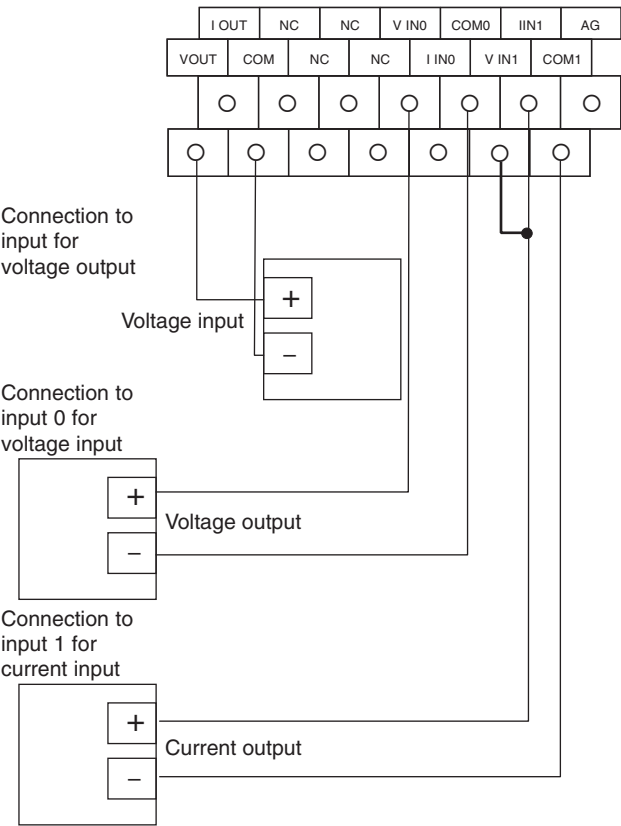 I OUT NC NC V IN0 COM0 IIN1 AG
VOUT COM NC NC I IN0 V IN1 COM1
Connection to
input for
voltage output
+
Voltage input
−
Connection to
input 0 for
voltage input
+
Voltage output
−
Connection to
input 1 for
current input
+
Current output
−